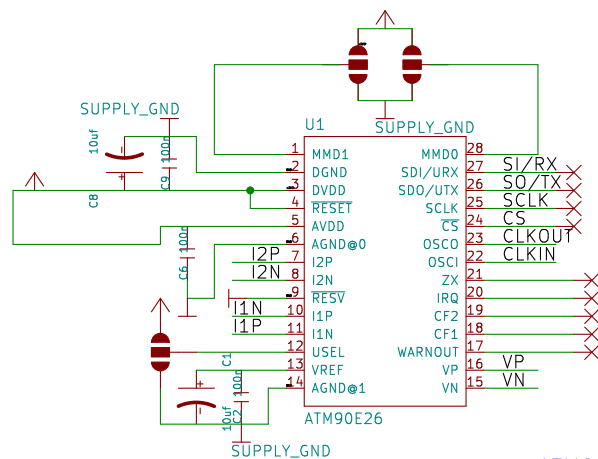 SUPPLY_GND
10uf
100n
C8
C9
SUPPLY_GND
U1
1 MMD1 MMD0 28
2 DGND SDI/URX 27 SI/RX
3 DVDD SDO/UTX 26 SO/TX
4 RESET SCLK 25 SCLK
5 AVDD CS 24 CS
6 AGND@0 OSCO 23 CLKOUT
I2P 7 I2P OSCI 22 CLKIN
I2N 8 I2N ZX 21
9 RESV IRQ 20
I1N 10 I1P CF2 19
I1P 11 I1N CF1 18
12 USEL WARNOUT 17
13 VREF VP 16 VP
14 AGND@1 VN 15 VN
100n
C6
C1
10uf
100n
C2
ATM90E26
SUPPLY_GND